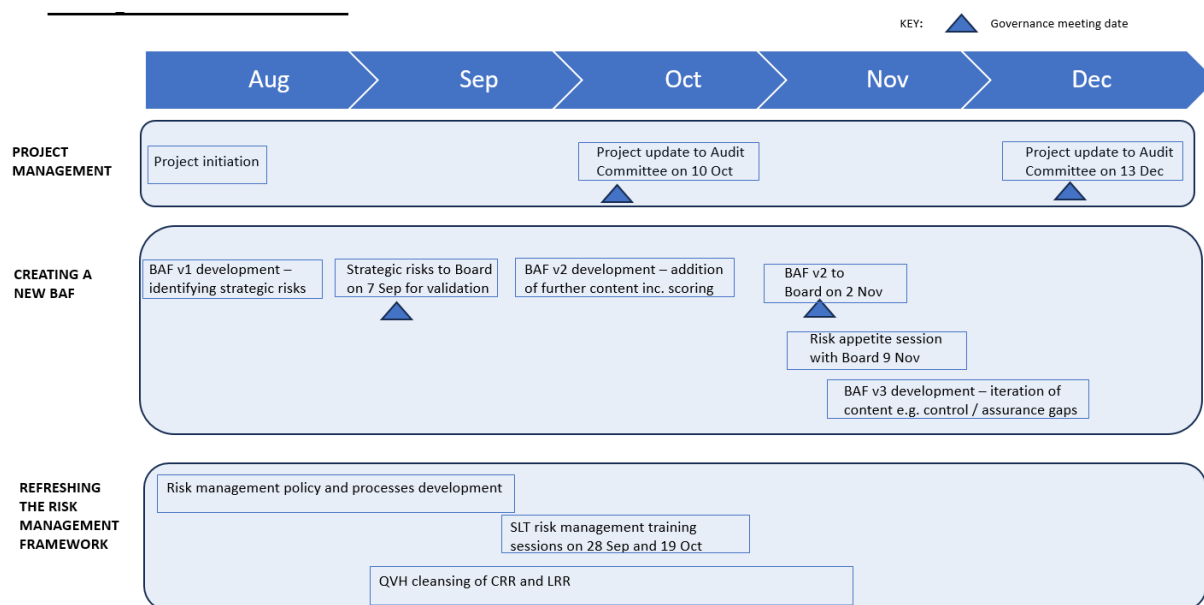 KEY:
Governance meeting date
Aug
Sep
Oct
Nov
Dec
PROJECT
MANAGEMENT
Project initiation
Project update to Audit
Committee on 10 Oct
Project update to Audit
Committee on 13 Dec
CREATING A
NEW BAF
BAF v1 development –
identifying strategic risks
Strategic risks to Board
on 7 Sep for validation
BAF v2 development – addition
of further content inc. scoring
BAF v2 to
Board on 2 Nov
Risk appetite session
with Board 9 Nov
BAF v3 development – iteration of
content e.g. control / assurance gaps
REFRESHING
THE RISK
MANAGEMENT
FRAMEWORK
Risk management policy and processes development
SLT risk management training
sessions on 28 Sep and 19 Oct
QVH cleansing of CRR and LRR